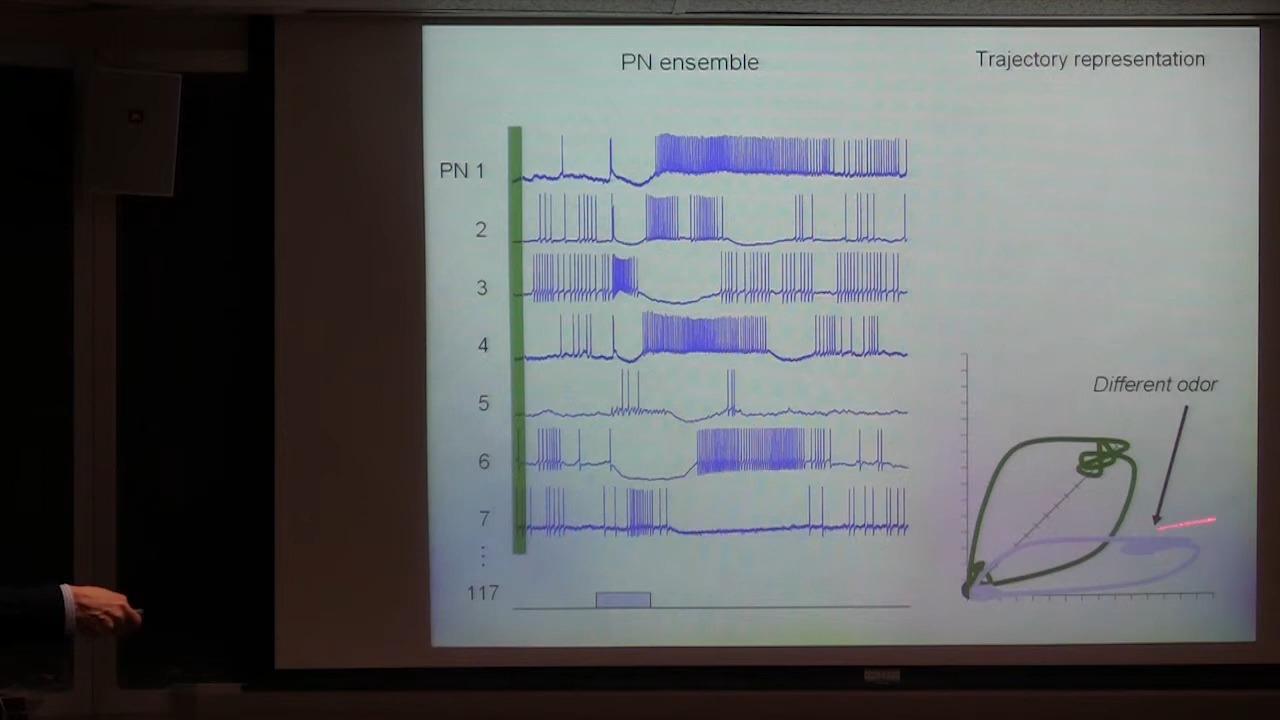 PN ensemble
Trajectory representation
PN 1
2
3
4
5
6
7
⋮
117
Different odor